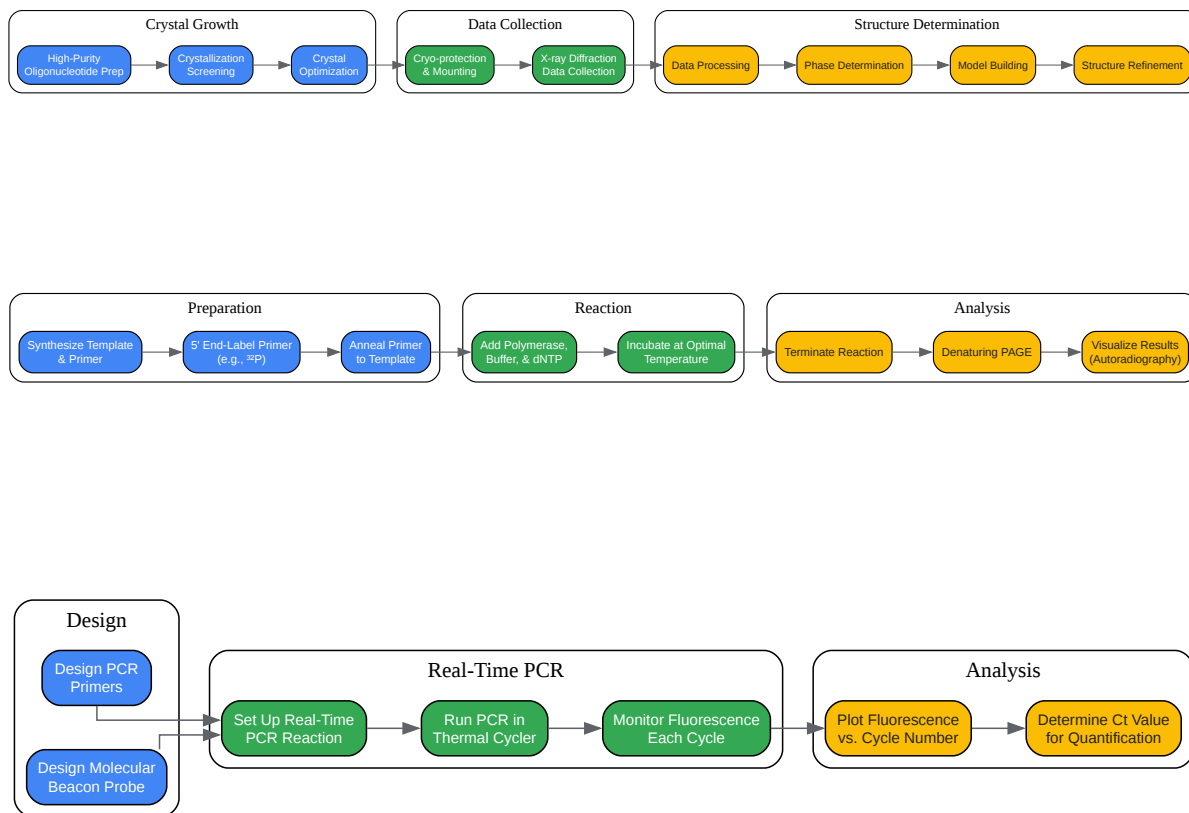 Crystal Growth
High-Purity
Oligonucleotide Prep
Crystallization
Screening
Crystal
Optimization
Data Collection
Cryo-protection
& Mounting
X-ray Diffraction
Data Collection
Structure Determination
Data Processing
Phase Determination
Model Building
Structure Refinement
Preparation
Synthesize Template
& Primer
5' End-Label Primer
(e.g., ³²P)
Anneal Primer
to Template
Reaction
Add Polymerase,
Buffer, & dNTP
Incubate at Optimal
Temperature
Analysis
Terminate Reaction
Denaturing PAGE
Visualize Results
(Autoradiography)
Design
Design PCR
Primers
Design Molecular
Beacon Probe
Real-Time PCR
Set Up Real-Time
PCR Reaction
Run PCR in
Thermal Cycler
Monitor Fluorescence
Each Cycle
Analysis
Plot Fluorescence
vs. Cycle Number
Determine Ct Value
for Quantification